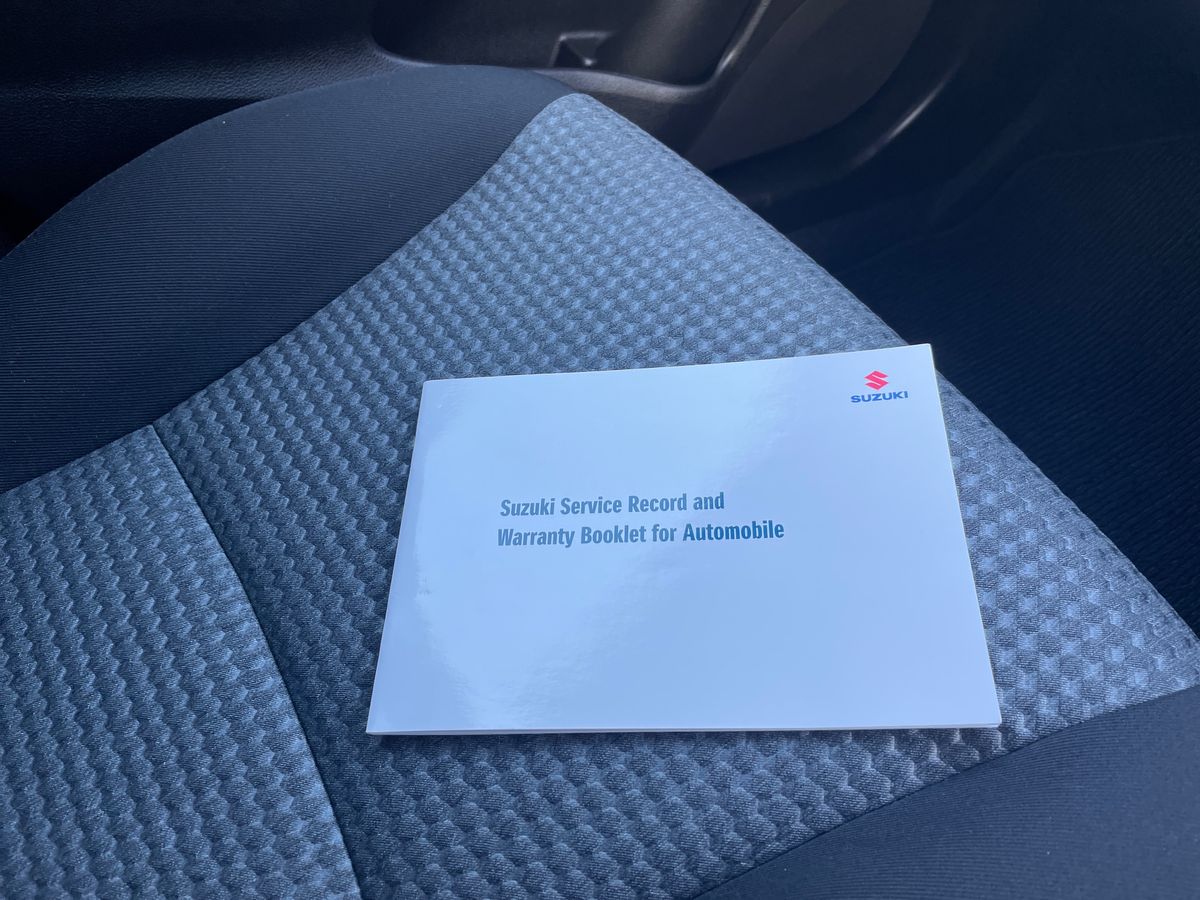 SUZUKI
Suzuki Service Record and
Warranty Booklet for Automobile